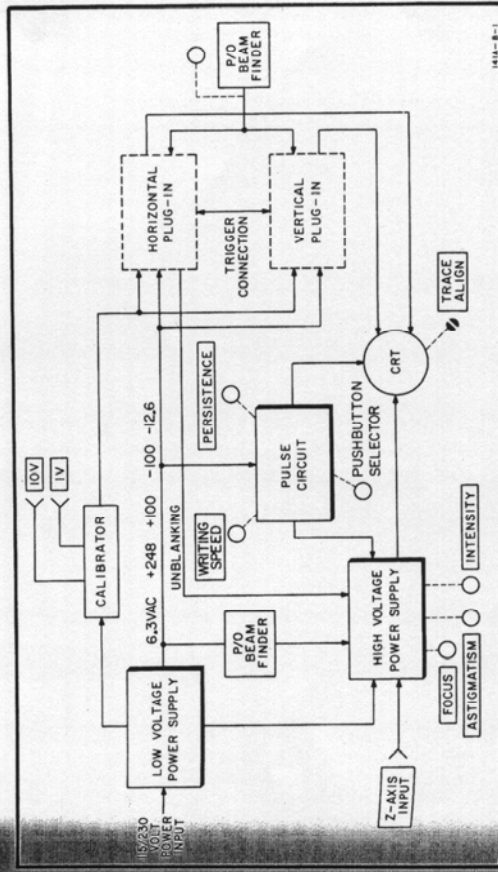 115/230
VOLT
POWER
INPUT
LOW VOLTAGE
POWER SUPPLY
CALIBRATOR
10V
1V
6.3VAC +248 +100 -100 -12.6
UNBLANKING
P/O
BEAM
FINDER
WRITING
SPEED
PERSISTENCE
PULSE
CIRCUIT
PUSHBUTTON
SELECTOR
HORIZONTAL
PLUG-IN
TRIGGER
CONNECTION
VERTICAL
PLUG-IN
P/O
BEAM
FINDER
Z-AXIS
INPUT
HIGH VOLTAGE
POWER SUPPLY
FOCUS
ASTIGMATISM
INTENSITY
CRT
TRACE
ALIGN
141A-B-1